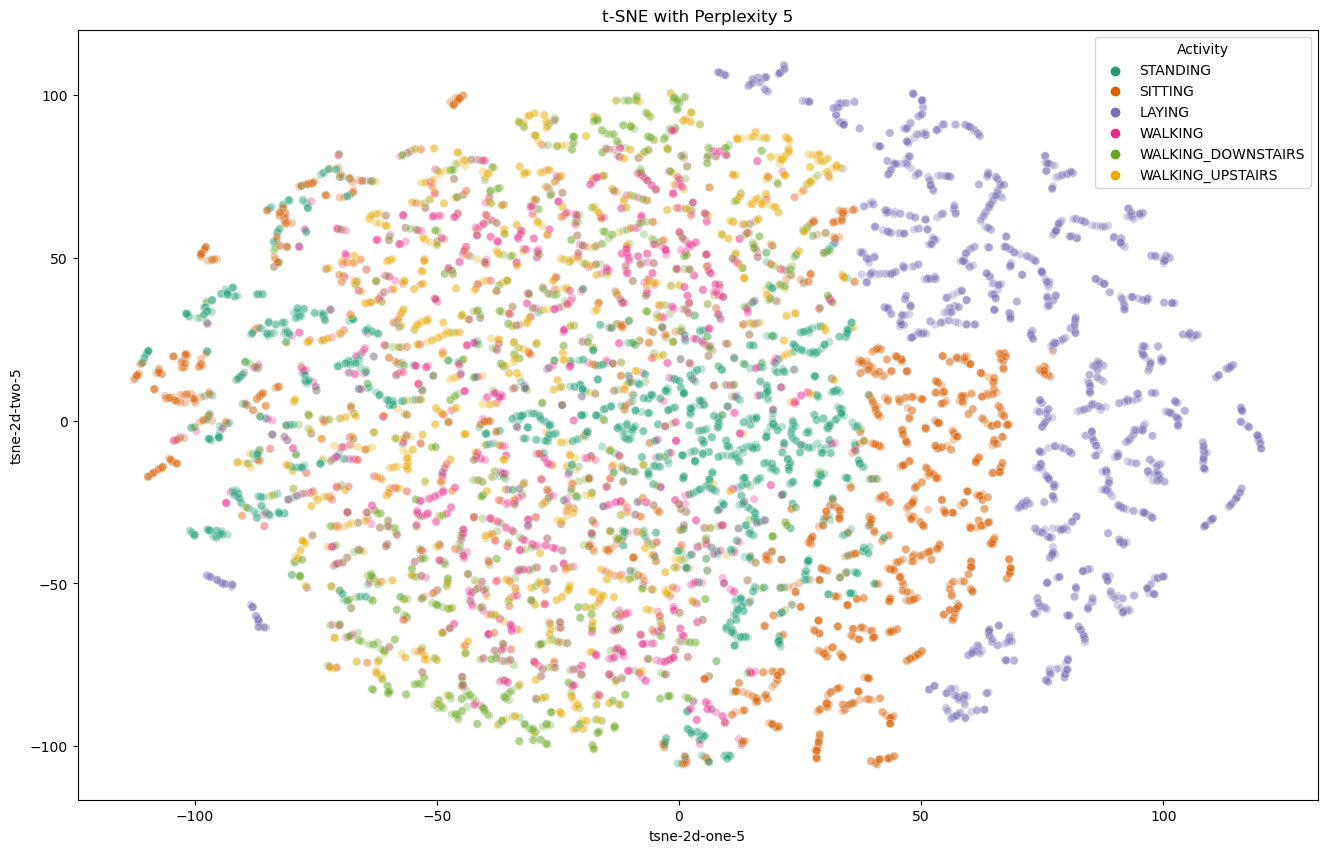 t-SNE with Perplexity 5
Activity
STANDING
SITTING
LAYING
WALKING
WALKING_DOWNSTAIRS
WALKING_UPSTAIRS
100
50
0
−50
−100
tsne-2d-two-5
−100
−50
0
50
100
tsne-2d-one-5